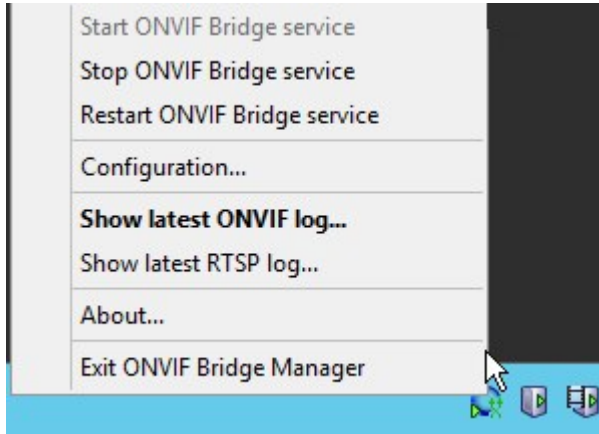 Start ONVIF Bridge service
Stop ONVIF Bridge service
Restart ONVIF Bridge service
Configuration...
Show latest ONVIF log...
Show latest RTSP log...
About...
Exit ONVIF Bridge Manager